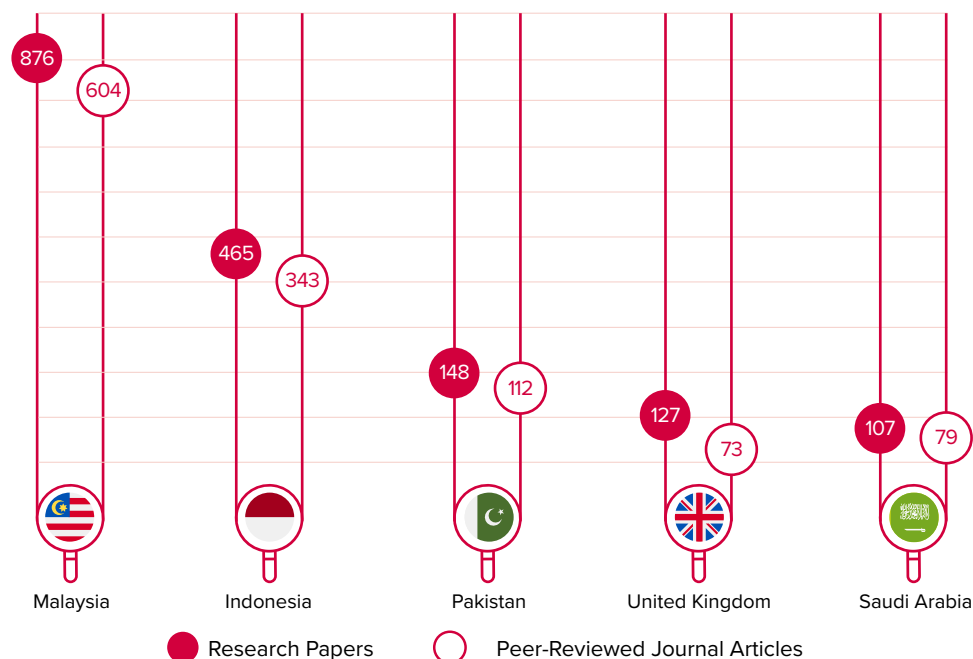 876
604
465
343
148
112
127
73
107
79
Malaysia
Indonesia
Pakistan
United Kingdom
Saudi Arabia
Research Papers
Peer-Reviewed Journal Articles